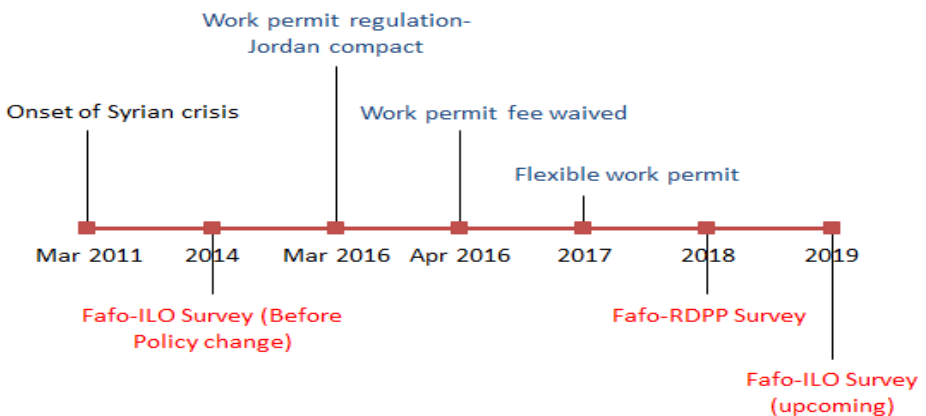 Work permit regulation-
Jordan compact
Onset of Syrian crisis
Work permit fee waived
Flexible work permit
Mar 2011
2014
Mar 2016
Apr 2016
2017
2018
2019
Fafo-ILO Survey (Before
Policy change)
Fafo-RDPP Survey
Fafo-ILO Survey
(upcoming)